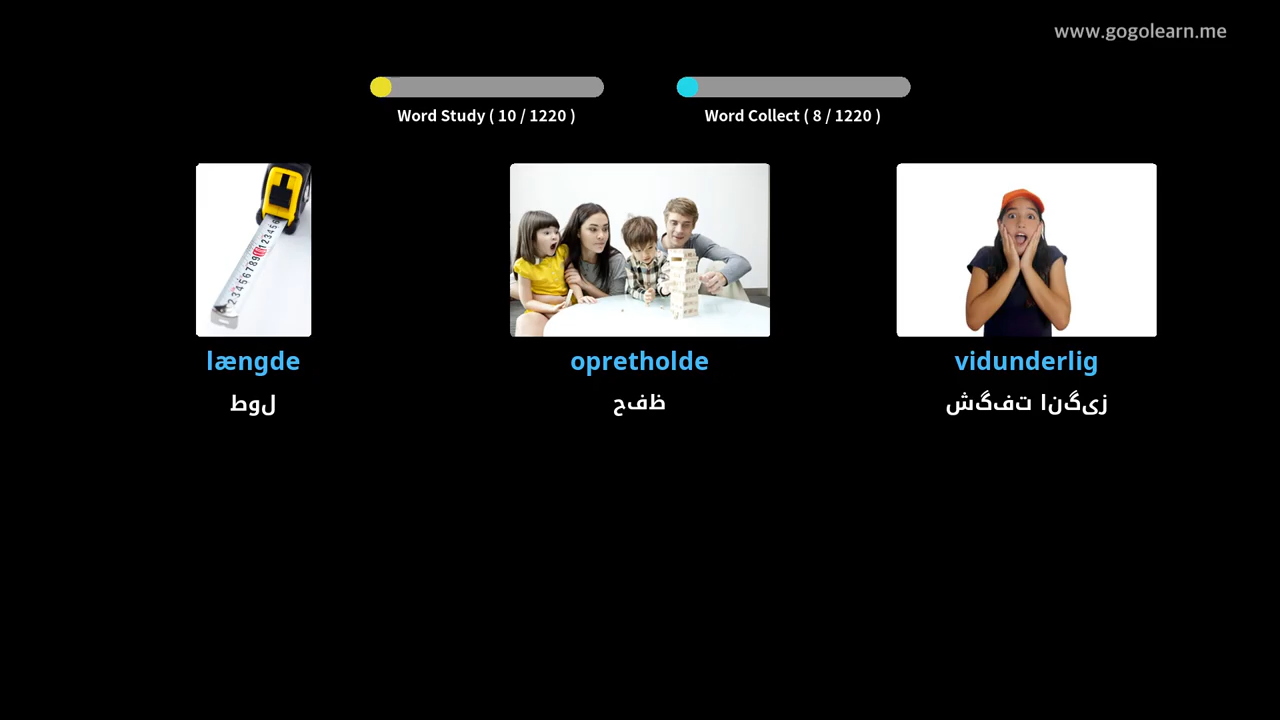 www.gogolearn.me
Word Study ( 10 / 1220 )
Word Collect ( 8 / 1220 )
længde
طول
opretholde
حفظ
vidunderlig
شگفت انگیز